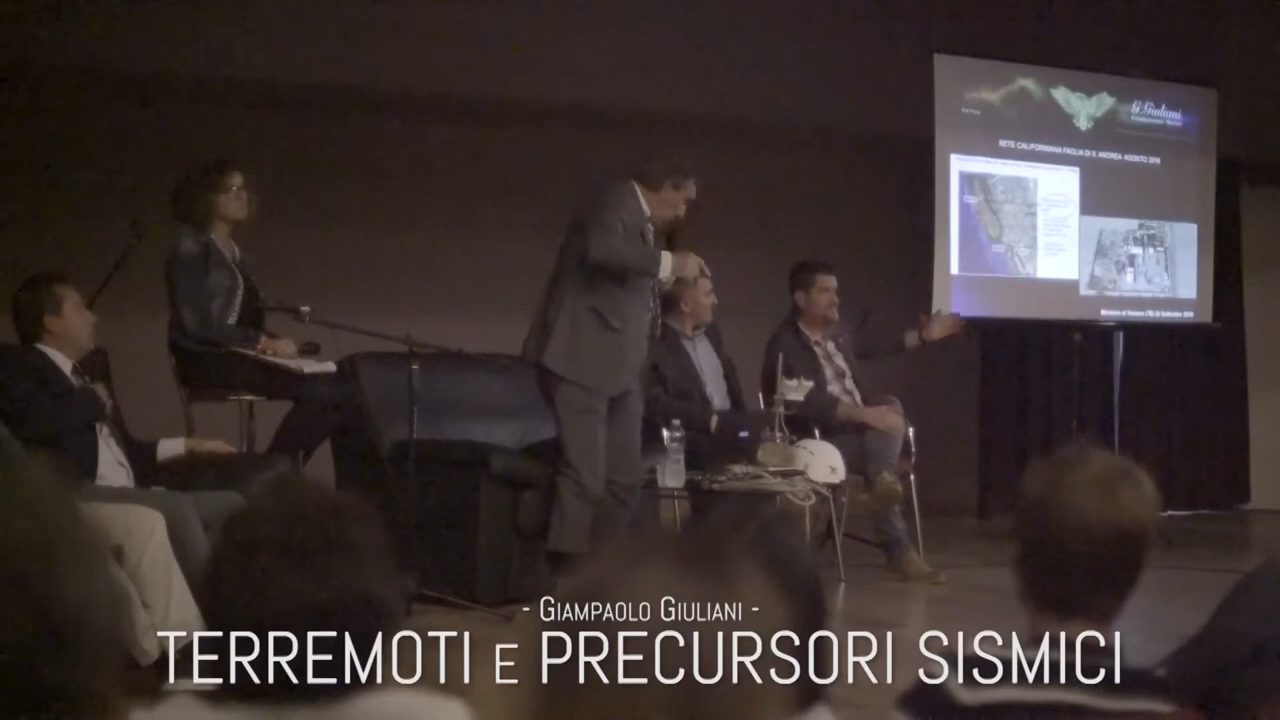 G.Giuliani
RETE CALIFORNIANA FAGLIA DI S. ANDREA AGOSTO 2016
- GIAMPAOLO GIULIANI -
TERREMOTI E PRECURSORI SISMICI